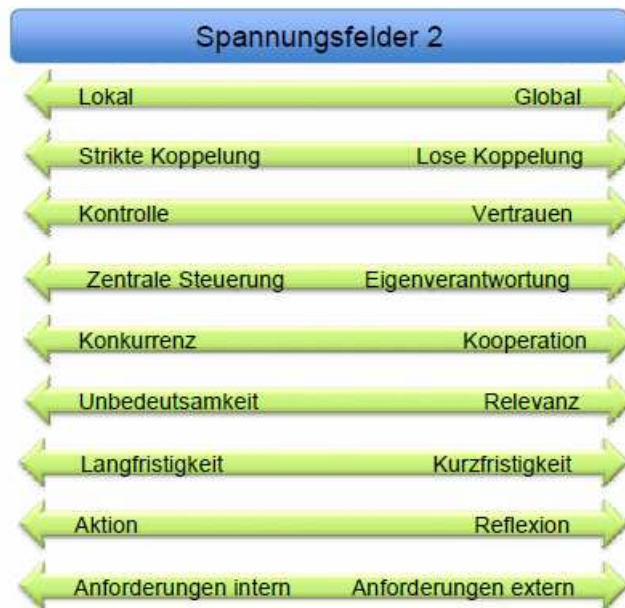 Spannungsfelder 2
Lokal Global
Strikte Koppelung Lose Koppelung
Kontrolle Vertrauen
Zentrale Steuerung Eigenverantwortung
Konkurrenz Kooperation
Unbedeutsamkeit Relevanz
Langfristigkeit Kurzfristigkeit
Aktion Reflexion
Anforderungen intern Anforderungen extern